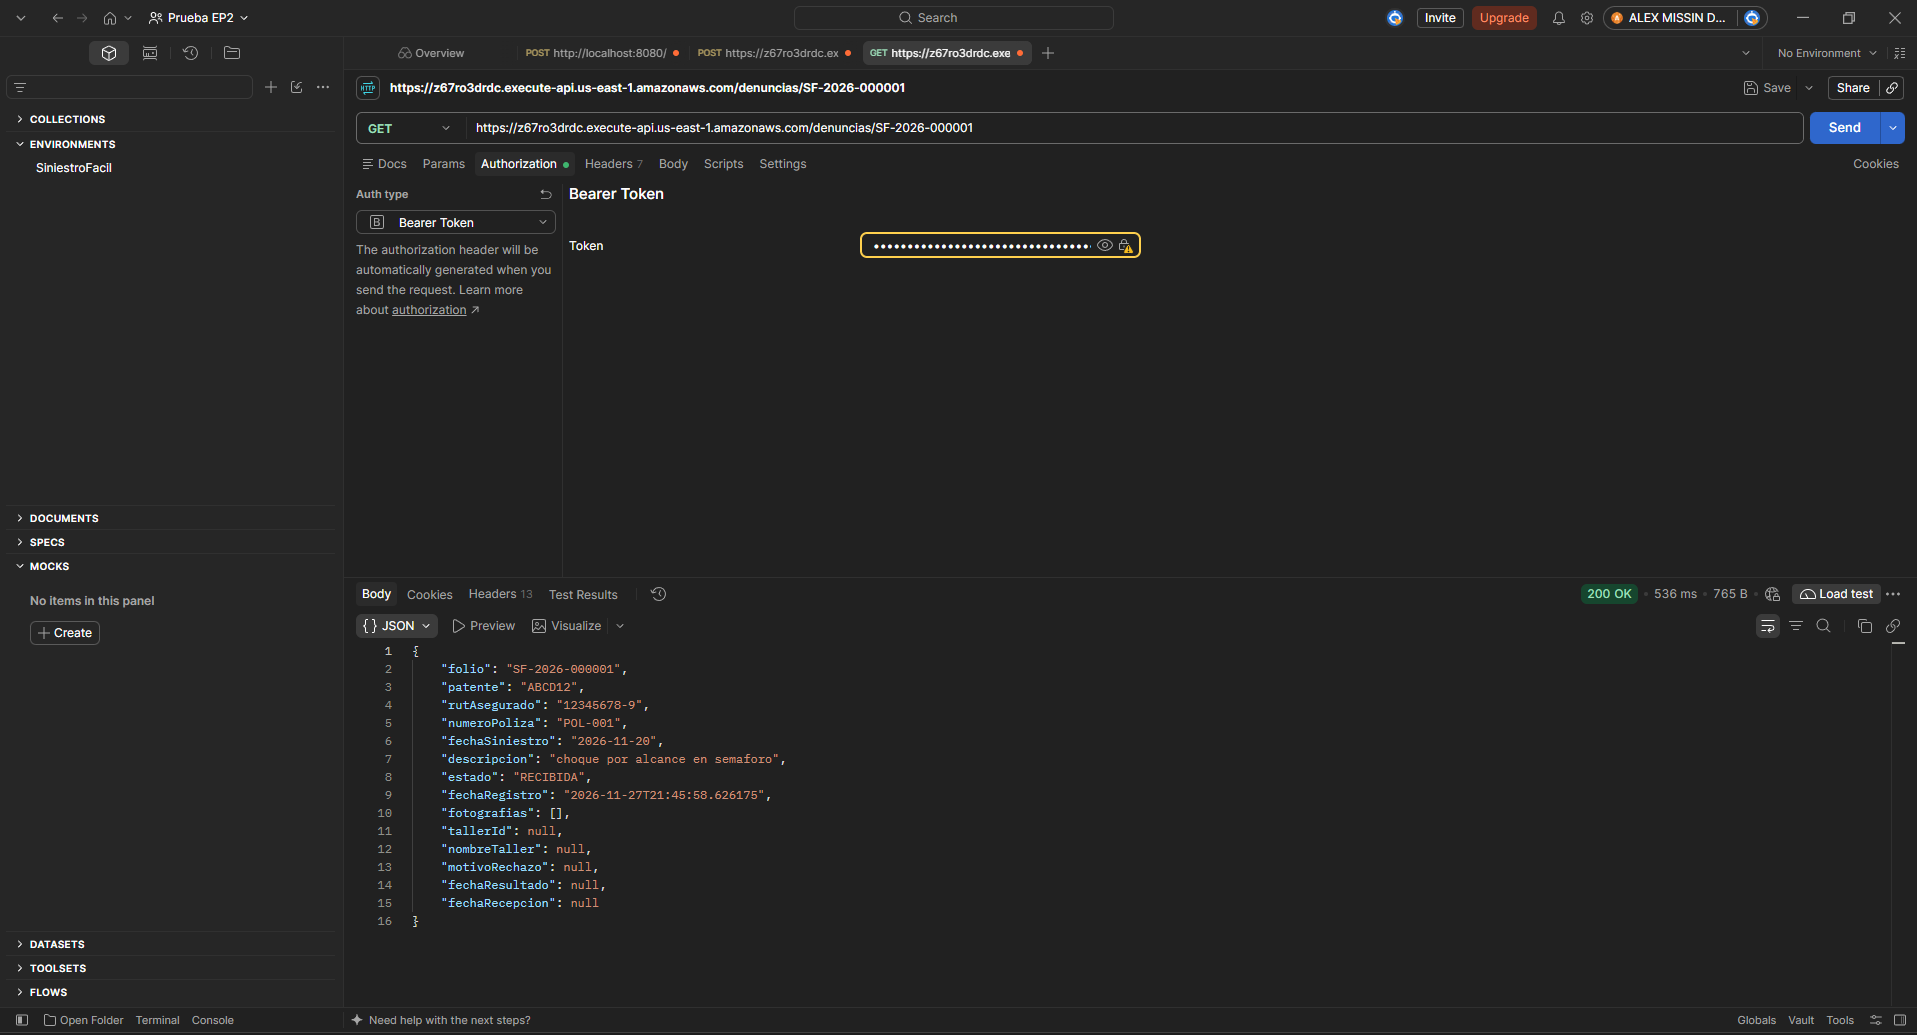 Prueba EP2
Search
Invite
Upgrade
ALEX MISSIN D...
Overview
POST http://localhost:8080/
POST https://z67ro3drdc.ex
GET https://z67ro3drdc.exe
No Environment
HTTP
https://z67ro3drdc.execute-api.us-east-1.amazonaws.com/denuncias/SF-2026-000001
Save
Share
COLLECTIONS
ENVIRONMENTS
SiniestroFacil
GET
https://z67ro3drdc.execute-api.us-east-1.amazonaws.com/denuncias/SF-2026-000001
Send
Docs
Params
Authorization
Headers 7
Body
Scripts
Settings
Cookies
Auth type
B Bearer Token
The authorization header will be
automatically generated when you
send the request. Learn more
about authorization
Bearer Token
Token
DOCUMENTS
SPECS
MOCKS
No items in this panel
Create
DATASETS
TOOLSETS
FLOWS
Body
Cookies
Headers 13
Test Results
200 OK
536 ms
765 B
Load test
{} JSON
Preview
Visualize
1 {
2 "folio": "SF-2026-000001",
3 "patente": "ABCD12",
4 "rutAsegurado": "12345678-9",
5 "numeroPoliza": "POL-001",
6 "fechaSiniestro": "2026-11-20",
7 "descripcion": "choque por alcance en semaforo",
8 "estado": "RECIBIDA",
9 "fechaRegistro": "2026-11-27T21:45:58.626175",
10 "fotografias": [],
11 "tallerId": null,
12 "nombreTaller": null,
13 "motivoRechazo": null,
14 "fechaResultado": null,
15 "fechaRecepcion": null
16 }
Open Folder
Terminal
Console
Need help with the next steps?
Globals
Vault
Tools